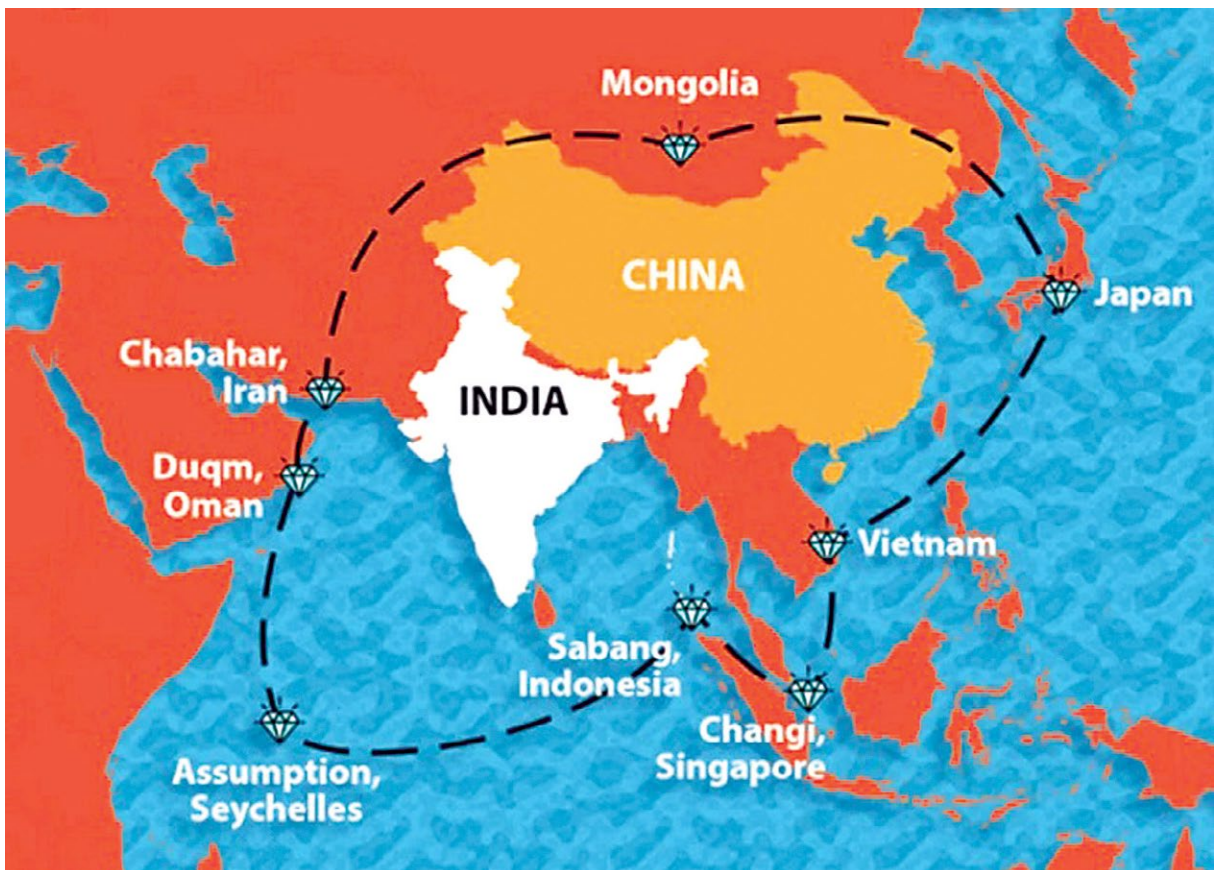 Mongolia
CHINA
Japan
Chabahar,
Iran
INDIA
Duqm,
Oman
Vietnam
Sabang,
Indonesia
Changi,
Singapore
Assumption,
Seychelles